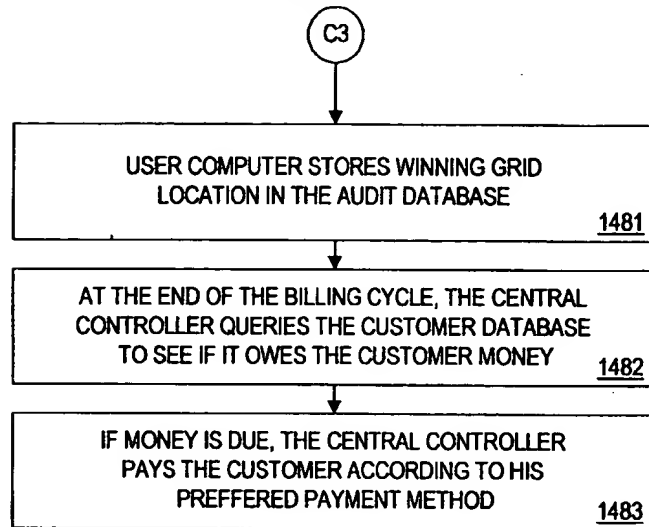 C3
USER COMPUTER STORES WINNING GRID
LOCATION IN THE AUDIT DATABASE
1481
AT THE END OF THE BILLING CYCLE, THE CENTRAL
CONTROLLER QUERIES THE CUSTOMER DATABASE
TO SEE IF IT OWES THE CUSTOMER MONEY
1482
IF MONEY IS DUE, THE CENTRAL CONTROLLER
PAYS THE CUSTOMER ACCORDING TO HIS
PREFFERED PAYMENT METHOD
1483